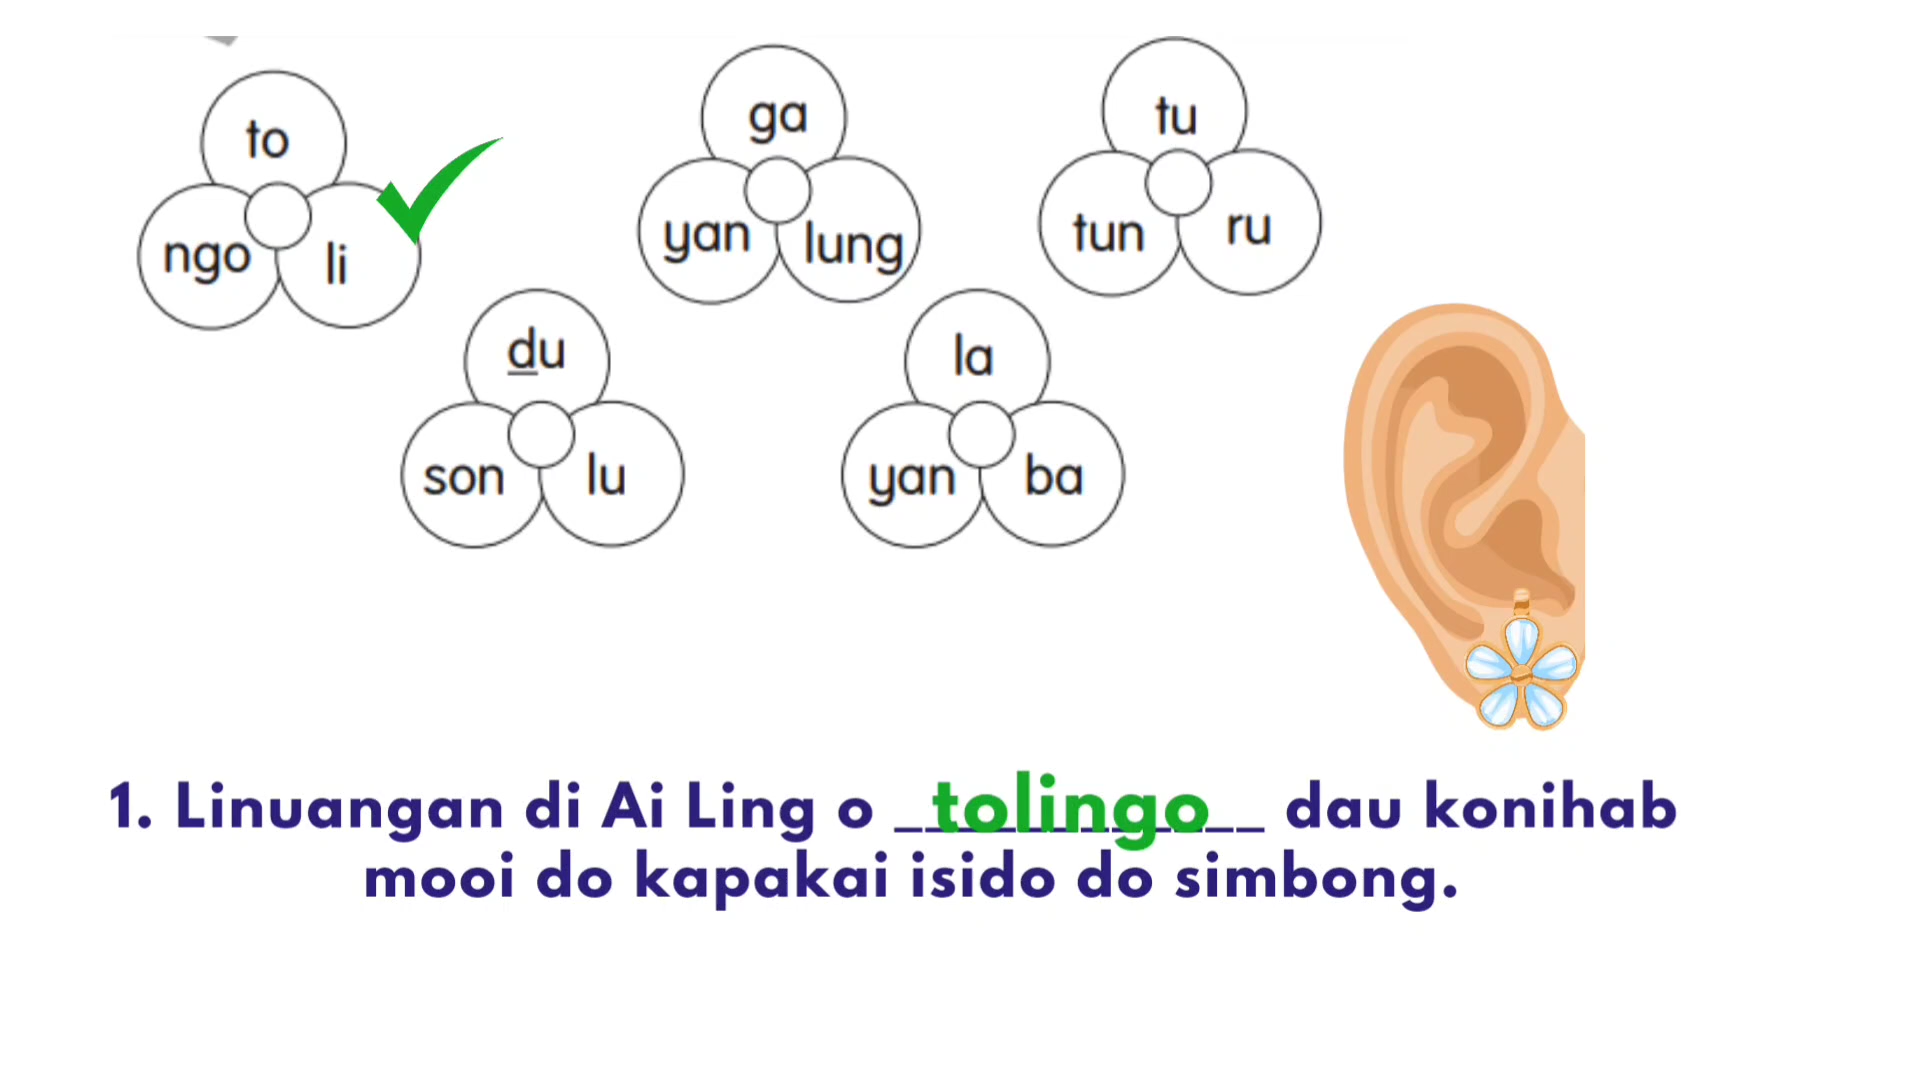 to
ngo li
ga
yan lung
tu
tun ru
du
son lu
la
yan ba
1. Linuangan di Ai Ling o __tolingo__ dau konihab
mooi do kapakai isido do simbong.